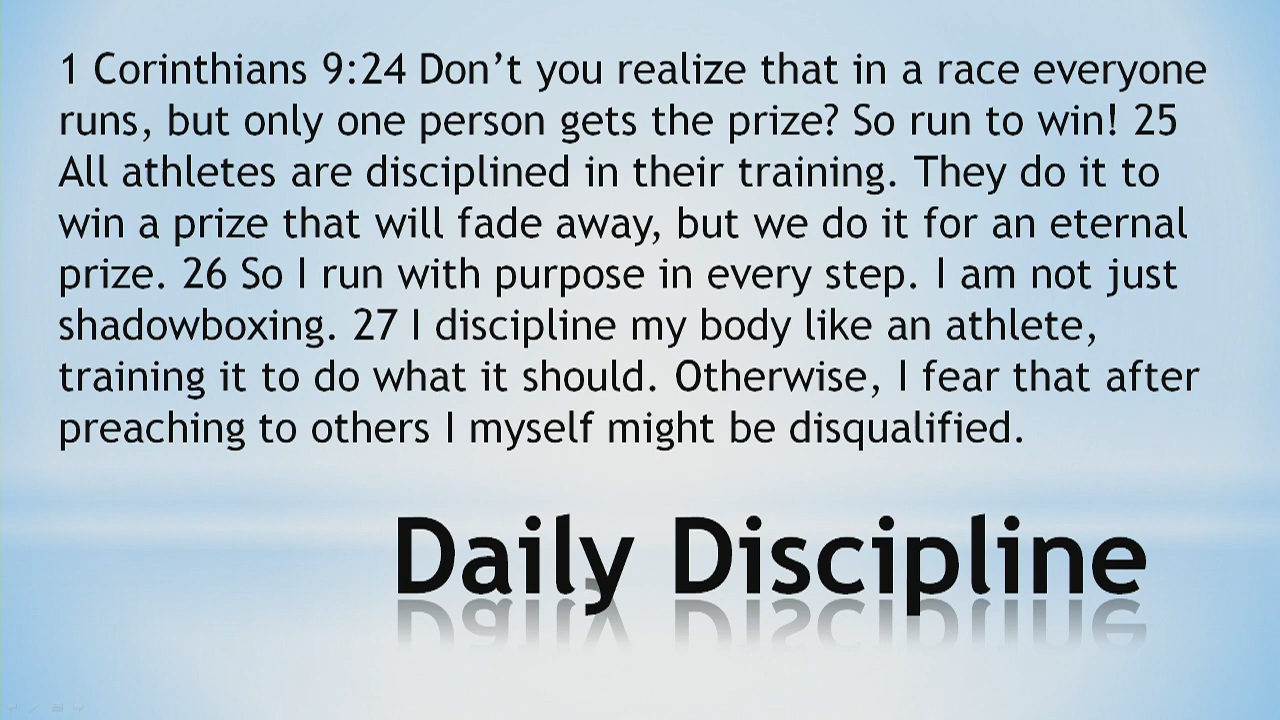 1 Corinthians 9:24 Don’t you realize that in a race everyone
runs, but only one person gets the prize? So run to win! 25
All athletes are disciplined in their training. They do it to
win a prize that will fade away, but we do it for an eternal
prize. 26 So I run with purpose in every step. I am not just
shadowboxing. 27 I discipline my body like an athlete,
training it to do what it should. Otherwise, I fear that after
preaching to others I myself might be disqualified.
Daily Discipline